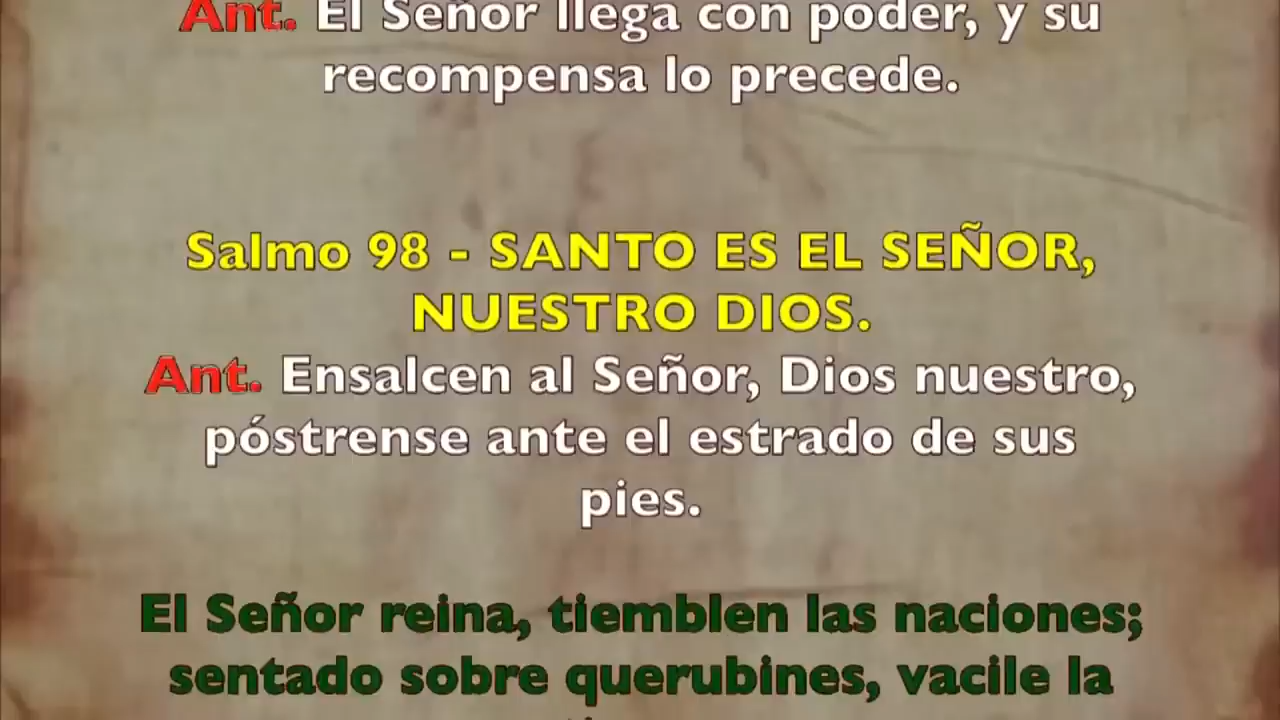 Ant. El Señor llega con poder, y su
recompensa lo precede.
Salmo 98 - SANTO ES EL SEÑOR,
NUESTRO DIOS.
Ant. Ensalcen al Señor, Dios nuestro,
póstrense ante el estrado de sus
pies.
El Señor reina, tiemblen las naciones;
sentado sobre querubines, vacile la